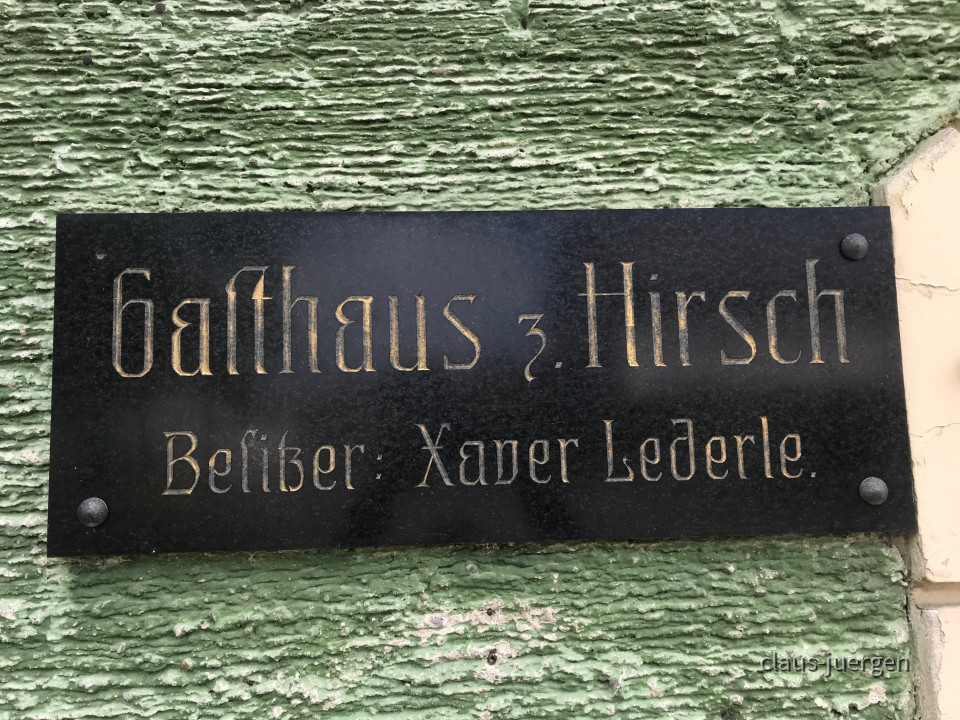 Gaſthaus z. Hirsch
Beſitzer: Xaver Lederle.
claus-juergen